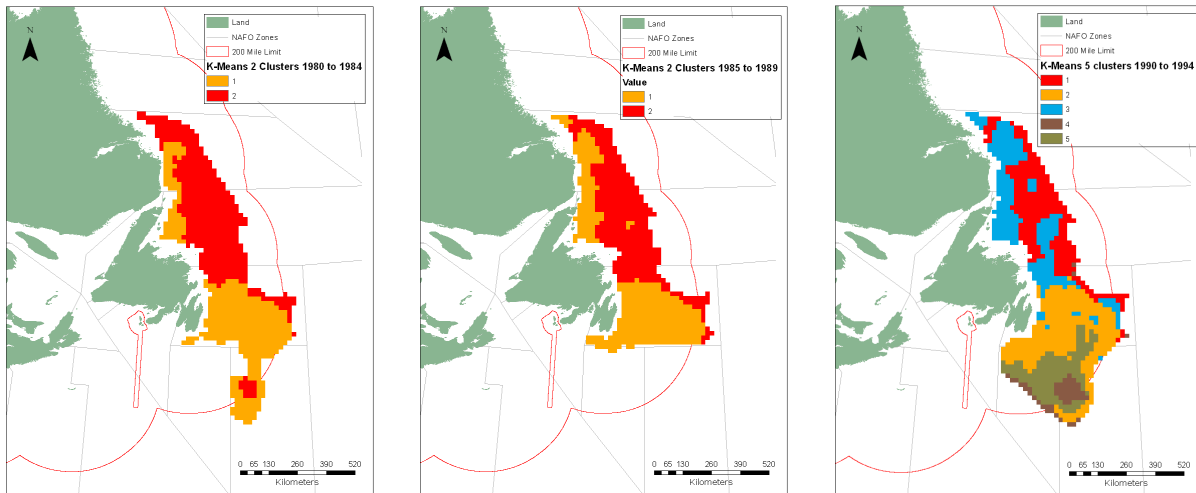 N
Land
NAFO Zones
200 Mile Limit
K-Means 2 Clusters 1980 to 1984
1
2
0 65 130 260 390 520
Kilometers
N
Land
NAFO Zones
200 Mile Limit
K-Means 2 Clusters 1985 to 1989
Value
1
2
0 65 130 260 390 520
Kilometers
N
Land
NAFO Zones
200 Mile Limit
K-Means 5 clusters 1990 to 1994
1
2
3
4
5
0 65 130 260 390 520
Kilometers